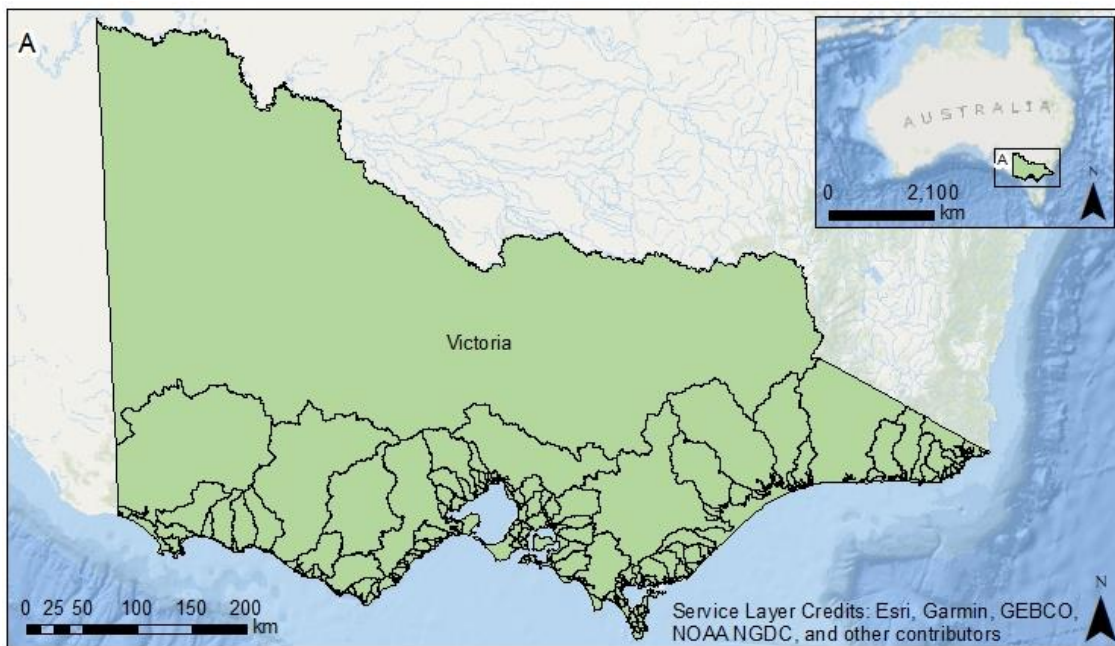 A
AUSTRALIA
A
N
0 2,100
km
Victoria
0 25 50 100 150 200
km
Service Layer Credits: Esri, Garmin, GEBCO,
NOAA NGDC, and other contributors
N